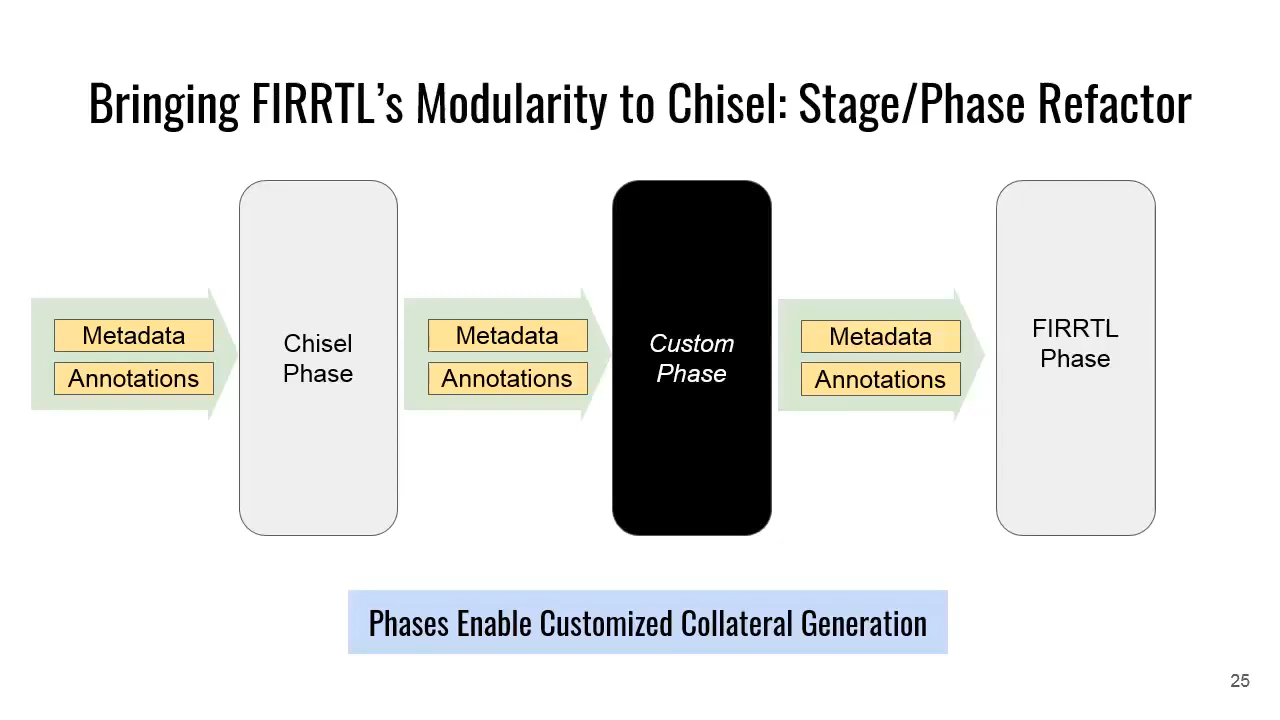 Bringing FIRRTL’s Modularity to Chisel: Stage/Phase Refactor
Metadata
Annotations
Chisel
Phase
Metadata
Annotations
Custom
Phase
Metadata
Annotations
FIRRTL
Phase
Phases Enable Customized Collateral Generation
25